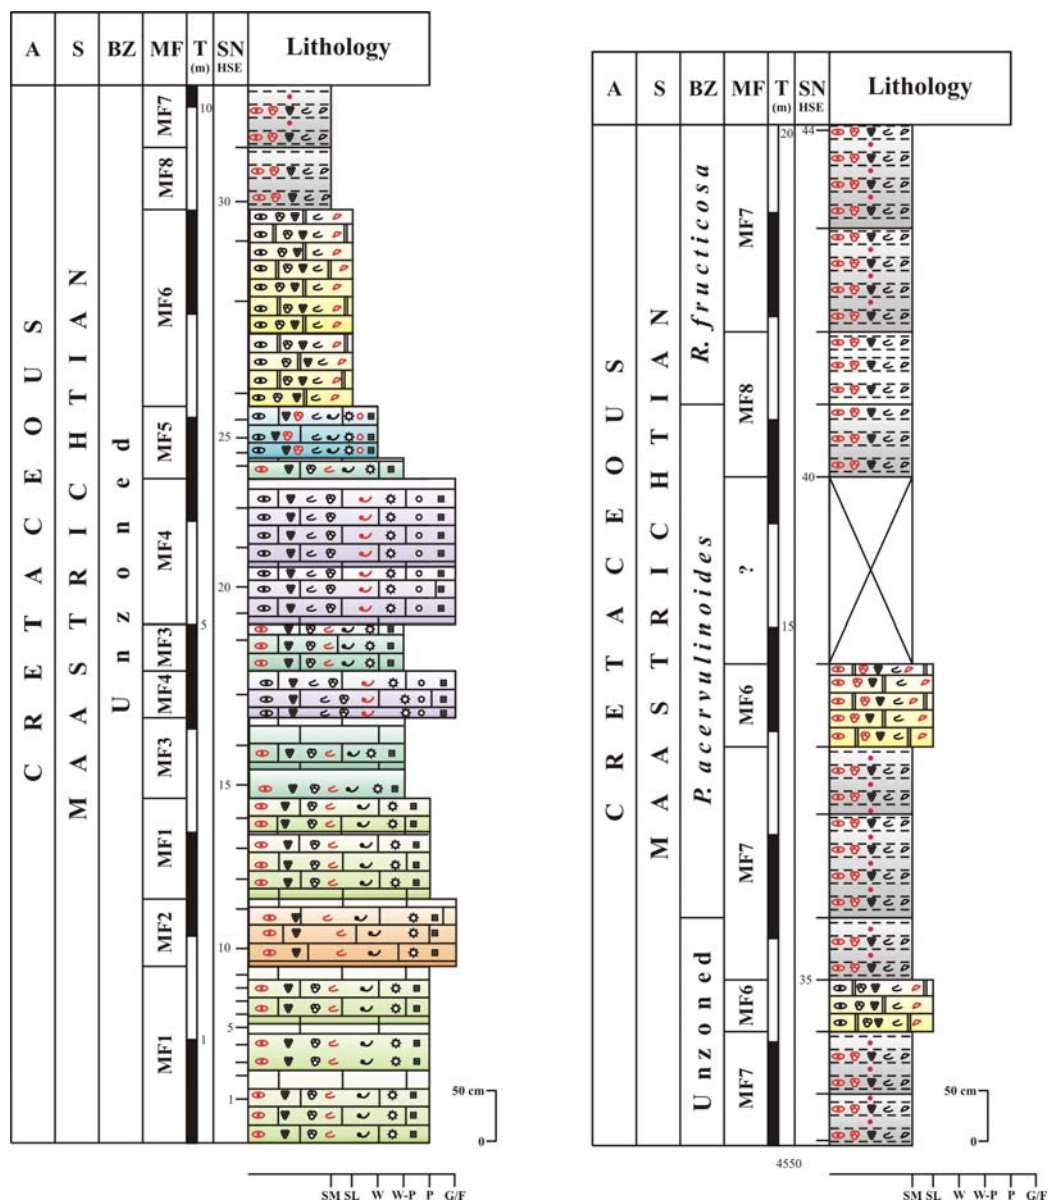 A S BZ MF T (m) SN HSE Lithology
CRETACEOUS
MAASTRICHTIAN
Unzoned
MF7
MF8
MF6
MF5
MF4
MF3
MF4
MF3
MF1
MF2
MF1
10
5
1
30
25
20
15
10
5
1
50 cm
0
SM SL W W-P P G/F
A S BZ MF T (m) SN HSE Lithology
CRETACEOUS
MAASTRICHTIAN
R. fructicosa
P. acervulinoides
Unzoned
MF7
MF8
?
MF6
MF7
MF6
MF7
20
15
44
40
35
4550
50 cm
0
SM SL W W-P P G/F